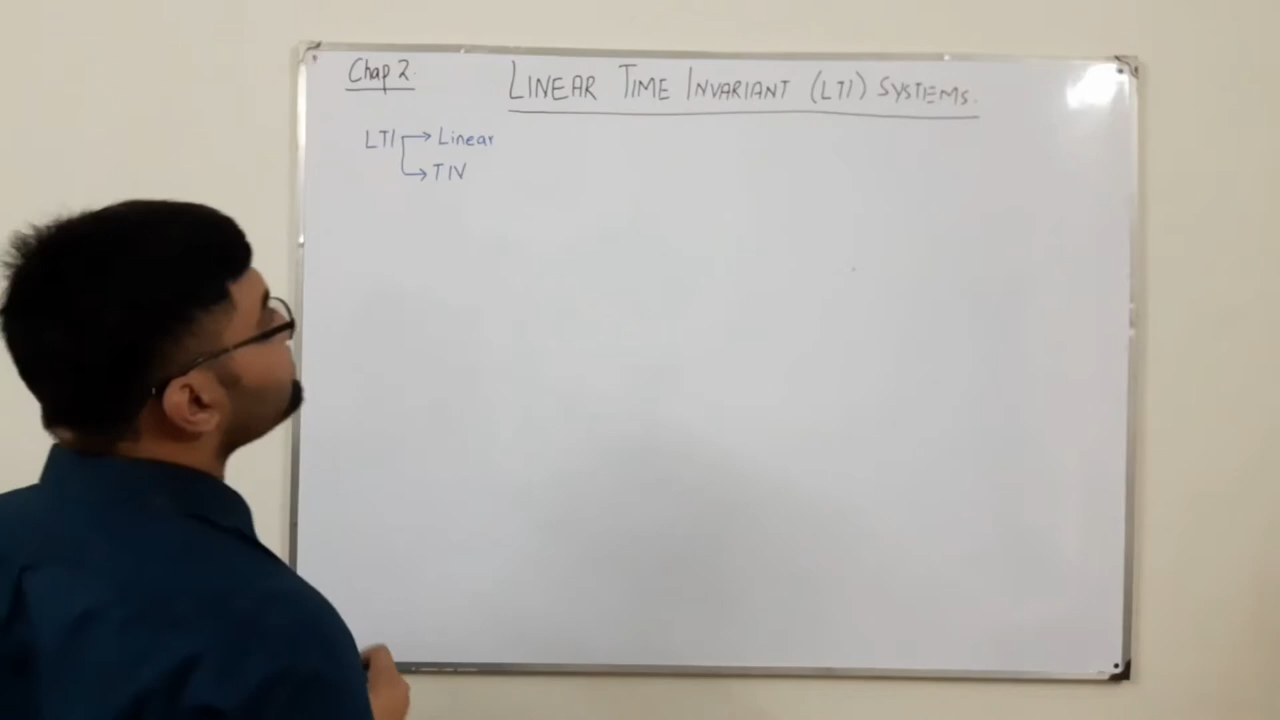 Chap 2.
LINEAR TIME INVARIANT (LTI) SYSTEMS.
LTI → Linear
→ TIV